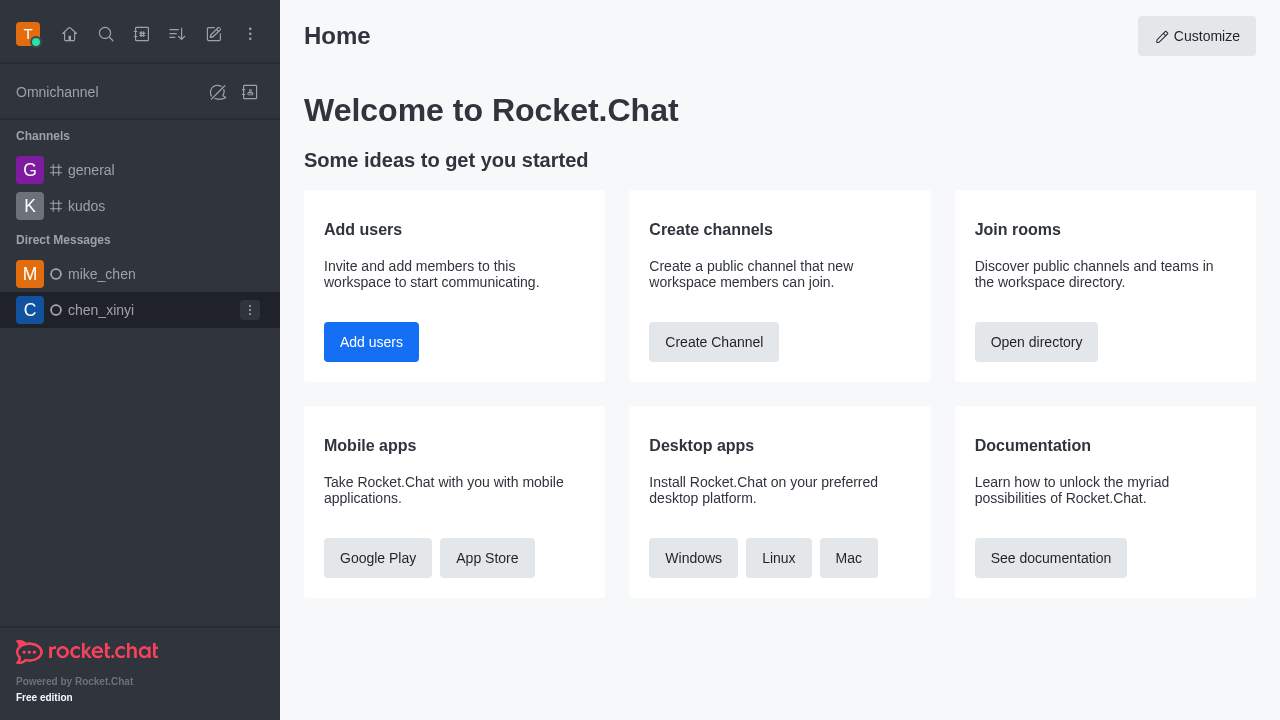 T
Home
Customize
Omnichannel
Channels
G general
K kudos
Direct Messages
M mike_chen
C chen_xinyi
Welcome to Rocket.Chat
Some ideas to get you started
Add users
Invite and add members to this
workspace to start communicating.
Add users
Create channels
Create a public channel that new
workspace members can join.
Create Channel
Join rooms
Discover public channels and teams in
the workspace directory.
Open directory
Mobile apps
Take Rocket.Chat with you with mobile
applications.
Google Play App Store
Desktop apps
Install Rocket.Chat on your preferred
desktop platform.
Windows Linux Mac
Documentation
Learn how to unlock the myriad
possibilities of Rocket.Chat.
See documentation
rocket.chat
Powered by Rocket.Chat
Free edition